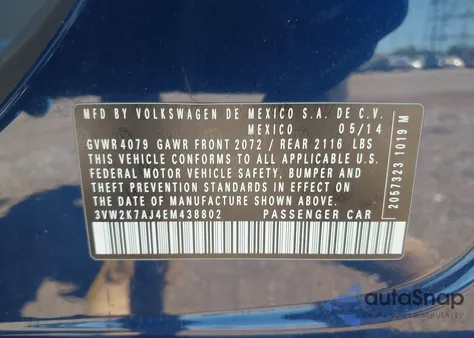 MFD BY VOLKSWAGEN DE MEXICO S.A. DE C.V.
MEXICO 05/14
GVWR 4079 GAWR FRONT 2072 / REAR 2116 LBS
THIS VEHICLE CONFORMS TO ALL APPLICABLE U.S.
FEDERAL MOTOR VEHICLE SAFETY, BUMPER AND
THEFT PREVENTION STANDARDS IN EFFECT ON
THE DATE OF MANUFACTURE SHOWN ABOVE.
3VW2K7AJ4EM438802 PASSENGER CAR
2057323 1019 M
autoSnap